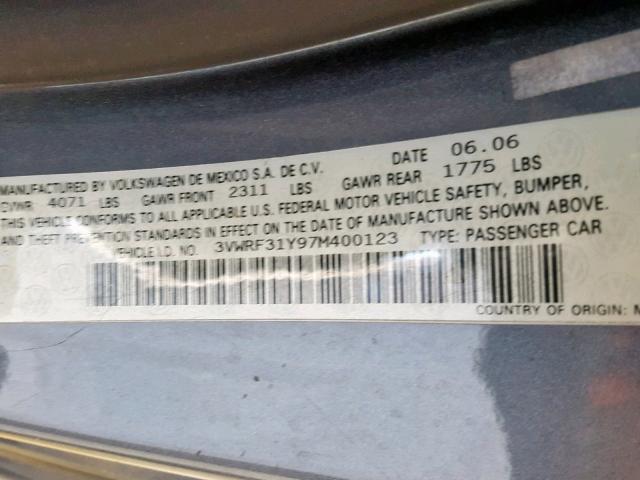 MANUFACTURED BY VOLKSWAGEN DE MEXICO S.A. DE C.V. DATE 06.06
GVWR 4071 LBS GAWR FRONT 2311 LBS GAWR REAR 1775 LBS
THIS VEHICLE CONFORMS TO ALL APPLICABLE U.S. FEDERAL MOTOR VEHICLE SAFETY, BUMPER,
AND THEFT PREVENTION STANDARDS IN EFFECT ON THE DATE OF MANUFACTURE SHOWN ABOVE.
VEHICLE I.D. NO. 3VWRF31Y97M400123 TYPE: PASSENGER CAR
COUNTRY OF ORIGIN: M